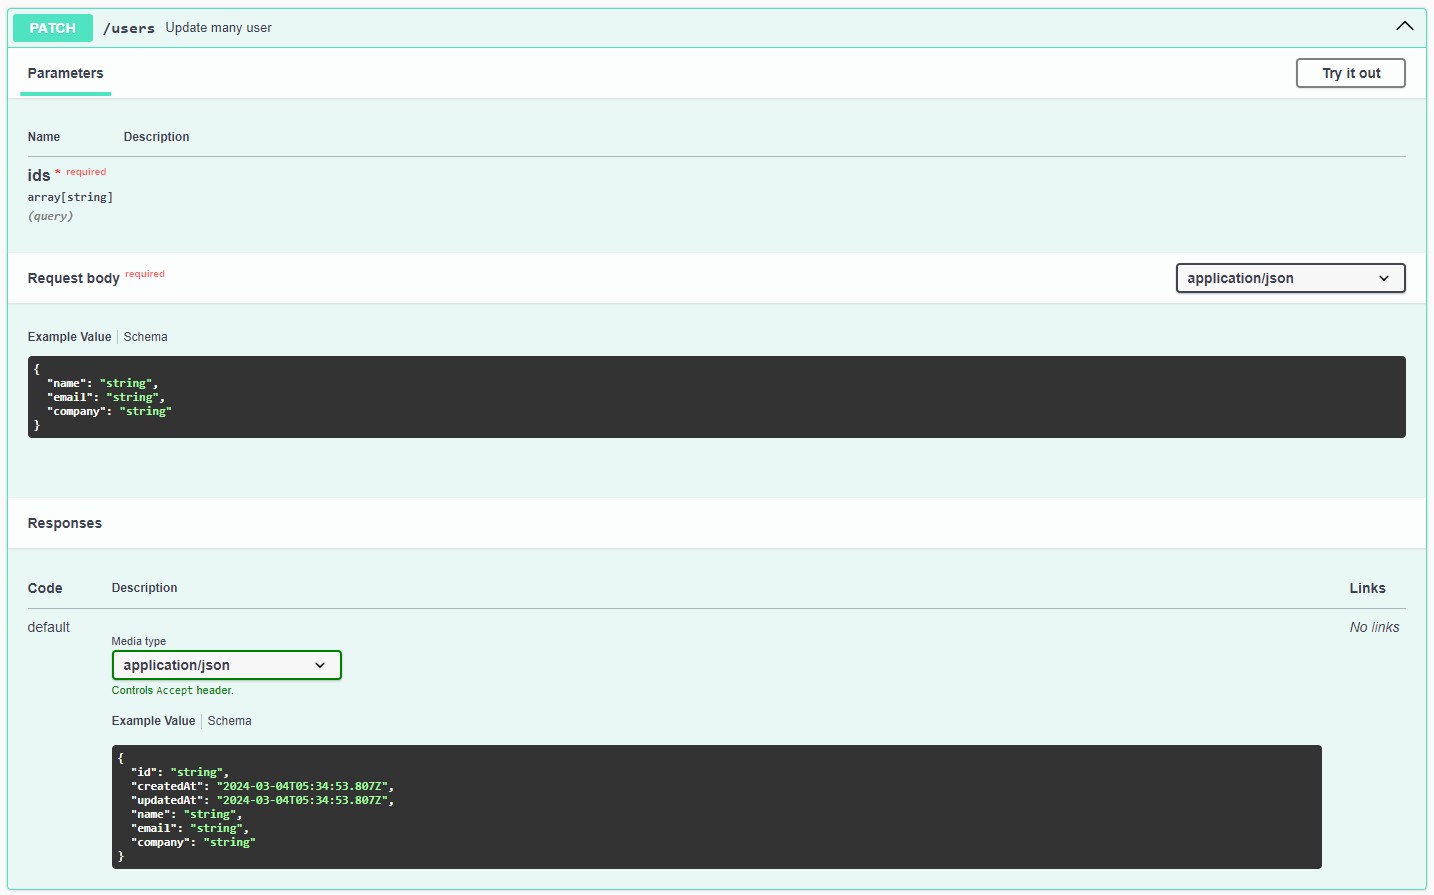 PATCH /users Update many user
Parameters
Try it out
Name Description
ids * required
array[string]
(query)
Request body required
application/json
Example Value Schema
{
  "name": "string",
  "email": "string",
  "company": "string"
}
Responses
Code Description Links
default No links
Media type
application/json
Controls Accept header.
Example Value Schema
{
  "id": "string",
  "createdAt": "2024-03-04T05:34:53.807Z",
  "updatedAt": "2024-03-04T05:34:53.807Z",
  "name": "string",
  "email": "string",
  "company": "string"
}